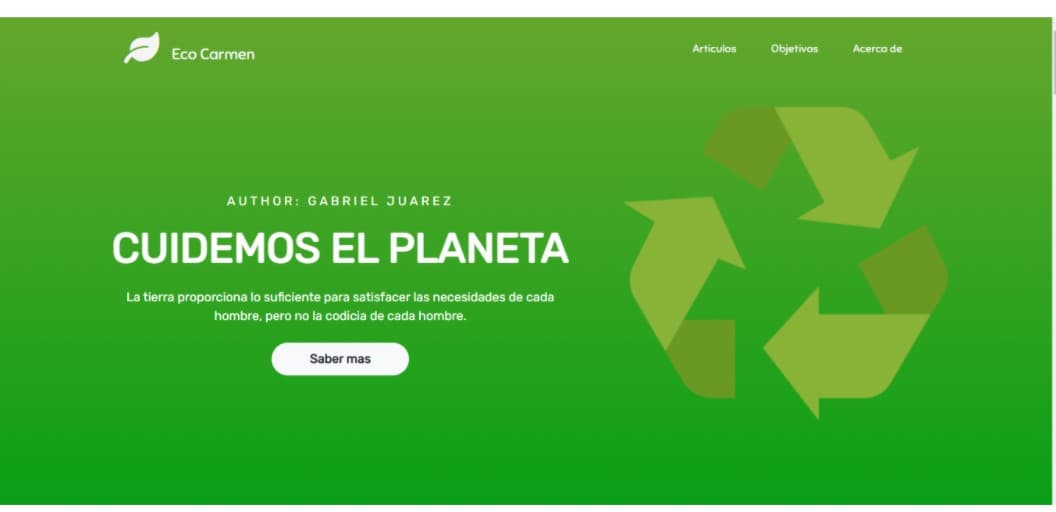 Eco Carmen
Articulos
Objetivos
Acerca de
AUTHOR: GABRIEL JUAREZ
CUIDEMOS EL PLANETA
La tierra proporciona lo suficiente para satisfacer las necesidades de cada
hombre, pero no la codicia de cada hombre.
Saber mas